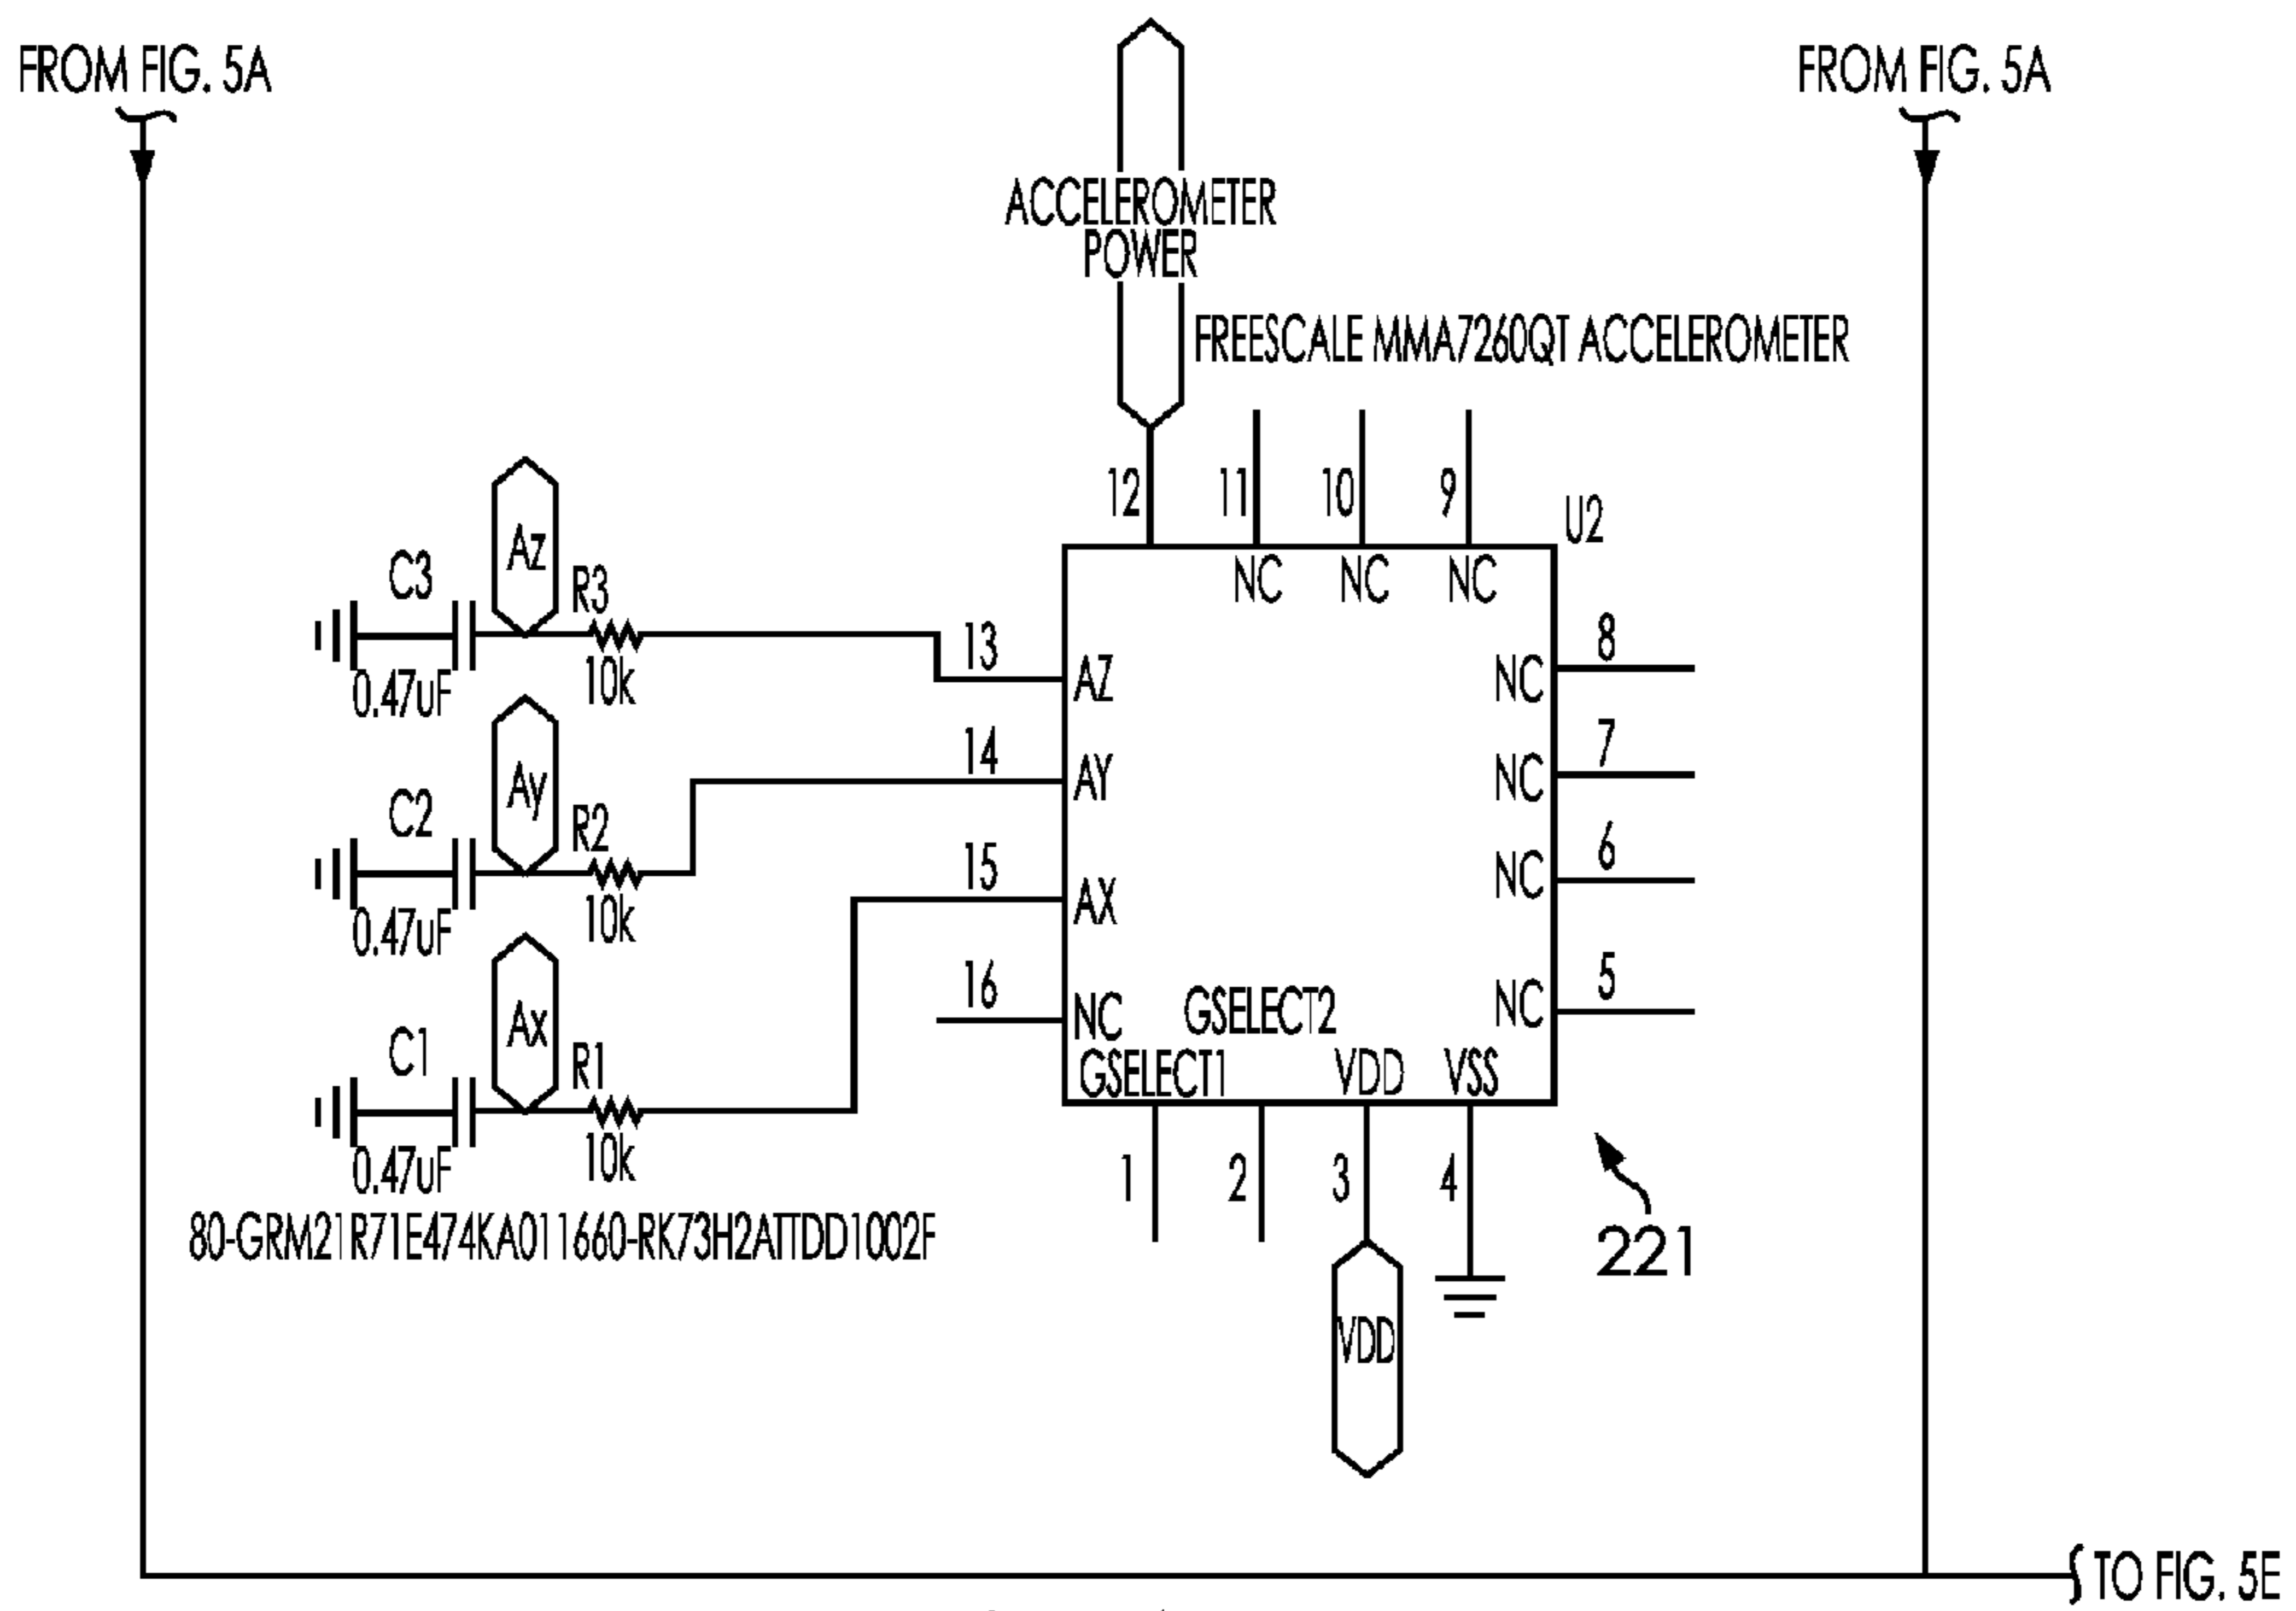 FROM FIG. 5A
FROM FIG. 5A
ACCELEROMETER
POWER
FREESCALE MMA7260QT ACCELEROMETER
12
11
10
9
U2
NC
NC
NC
C3
Az
R3
0.47uF
10k
13
AZ
NC
8
C2
Ay
R2
0.47uF
10k
14
AY
NC
7
15
AX
NC
6
C1
Ax
R1
0.47uF
10k
16
NC
GSELECT2
NC
5
GSELECT1
VDD
VSS
1
2
3
4
80-GRM21R71E474KA011660-RK73H2ATTDD1002F
221
VDD
TO FIG. 5E